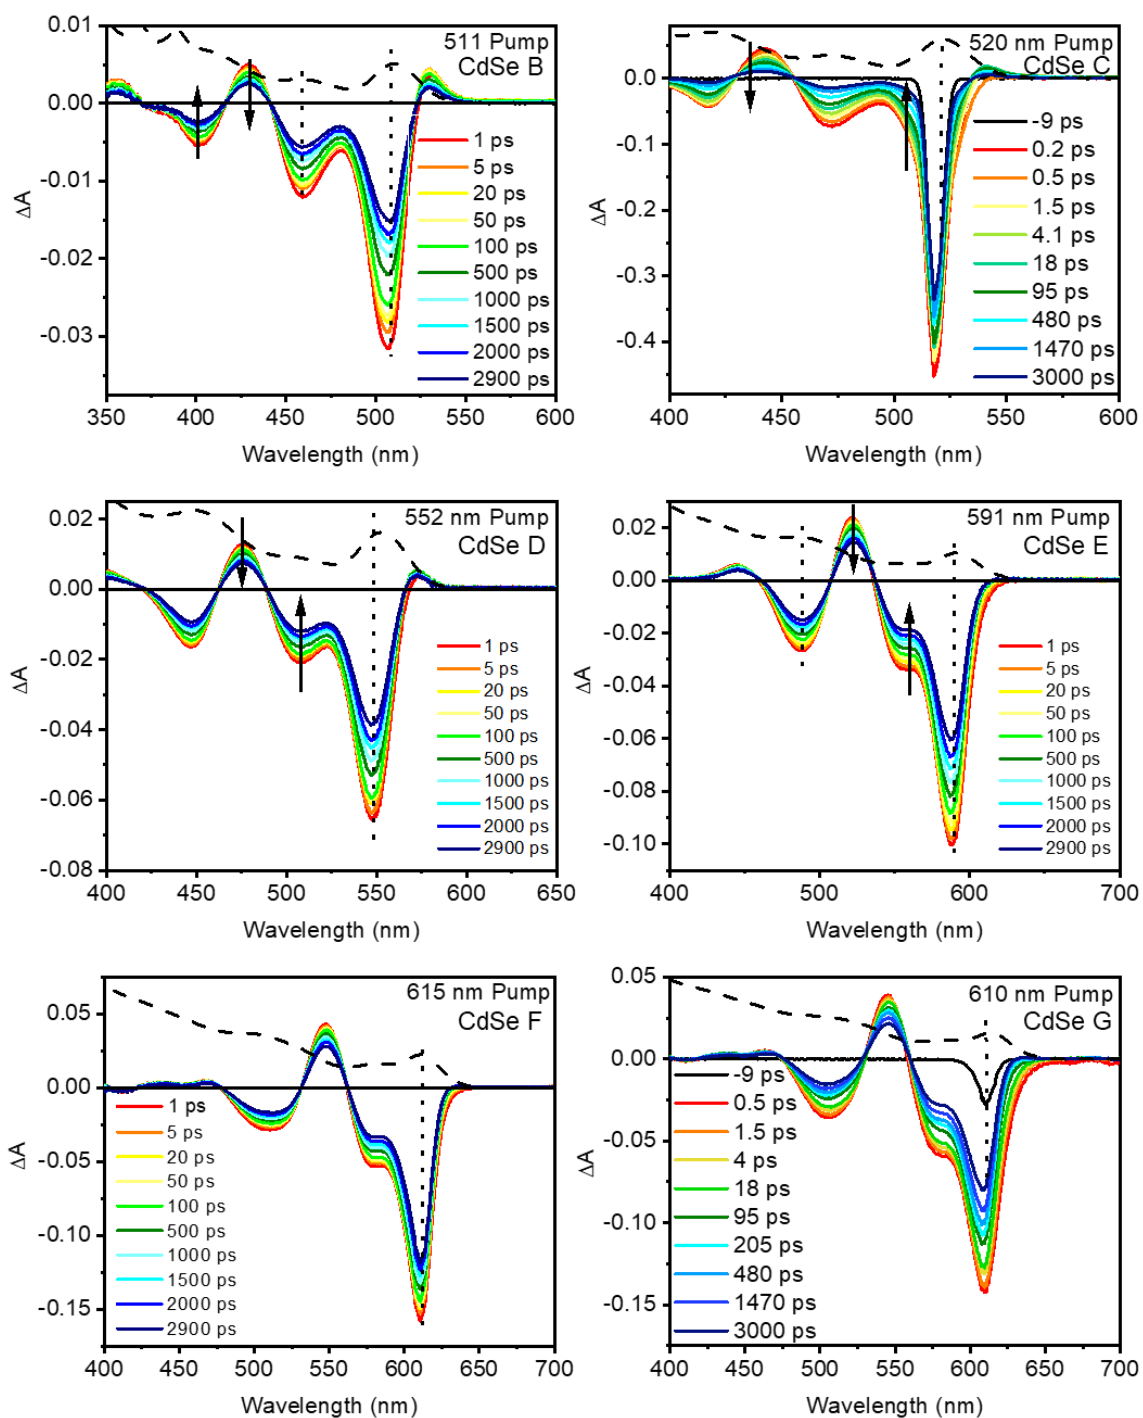 511 Pump
CdSe B
0.01
0.00
-0.01
-0.02
-0.03
ΔA
1 ps
5 ps
20 ps
50 ps
100 ps
500 ps
1000 ps
1500 ps
2000 ps
2900 ps
350 400 450 500 550 600
Wavelength (nm)
520 nm Pump
CdSe C
0.0
-0.1
-0.2
-0.3
-0.4
ΔA
-9 ps
0.2 ps
0.5 ps
1.5 ps
4.1 ps
18 ps
95 ps
480 ps
1470 ps
3000 ps
400 450 500 550 600
Wavelength (nm)
552 nm Pump
CdSe D
0.02
0.00
-0.02
-0.04
-0.06
-0.08
ΔA
1 ps
5 ps
20 ps
50 ps
100 ps
500 ps
1000 ps
1500 ps
2000 ps
2900 ps
400 450 500 550 600 650
Wavelength (nm)
591 nm Pump
CdSe E
0.02
0.00
-0.02
-0.04
-0.06
-0.08
-0.10
ΔA
1 ps
5 ps
20 ps
50 ps
100 ps
500 ps
1000 ps
1500 ps
2000 ps
2900 ps
400 500 600 700
Wavelength (nm)
615 nm Pump
CdSe F
0.05
0.00
-0.05
-0.10
-0.15
ΔA
1 ps
5 ps
20 ps
50 ps
100 ps
500 ps
1000 ps
1500 ps
2000 ps
2900 ps
400 450 500 550 600 650 700
Wavelength (nm)
610 nm Pump
CdSe G
0.05
0.00
-0.05
-0.10
-0.15
ΔA
-9 ps
0.5 ps
1.5 ps
4 ps
18 ps
95 ps
205 ps
480 ps
1470 ps
3000 ps
400 450 500 550 600 650 700
Wavelength (nm)